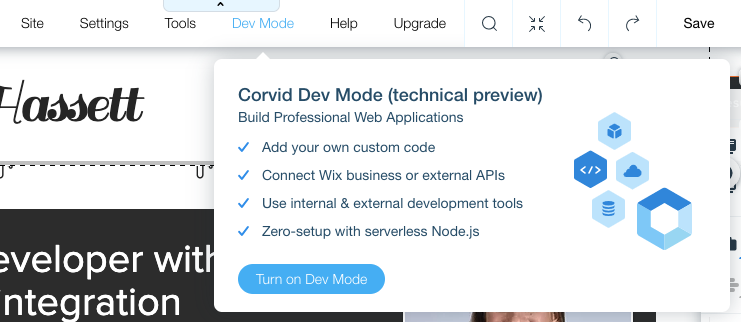 Site Settings Tools Dev Mode Help Upgrade Save
Hassett
Corvid Dev Mode (technical preview)
Build Professional Web Applications
Add your own custom code
Connect Wix business or external APIs
Use internal & external development tools
Zero-setup with serverless Node.js
Turn on Dev Mode
</>
eveloper with
integration